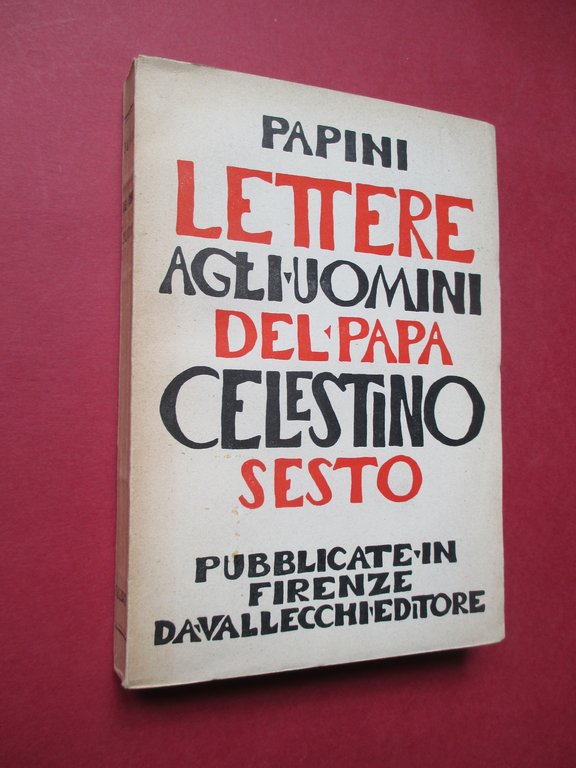 PAPINI
LETTERE
AGLI·UOMINI
DEL·PAPA
CELESTINO
SESTO
PUBBLICATE·IN
FIRENZE
DA·VALLECCHI·EDITORE